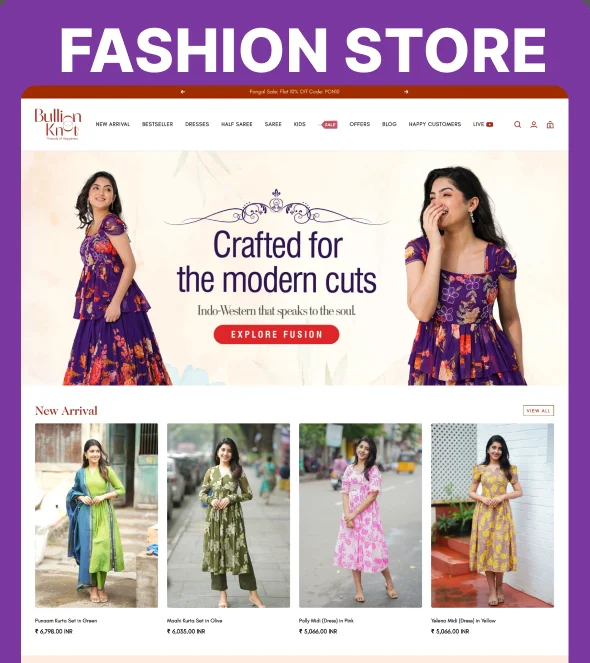 FASHION STORE
Pongal Sale: Flat 10% Off Code: PON10
Bullion
Knot
Threads of Happiness
NEW ARRIVAL
BESTSELLER
DRESSES
HALF SAREE
SAREE
KIDS
SALE
OFFERS
BLOG
HAPPY CUSTOMERS
LIVE
Crafted for
the modern cuts
Indo-Western that speaks to the soul.
EXPLORE FUSION
New Arrival
VIEW ALL
Punaam Kurta Set in Green
₹ 6,798.00 INR
Maahi Kurta Set in Olive
₹ 6,035.00 INR
Polly Midi (Dress) in Pink
₹ 5,066.00 INR
Yelena Midi (Dress) in Yellow
₹ 5,066.00 INR